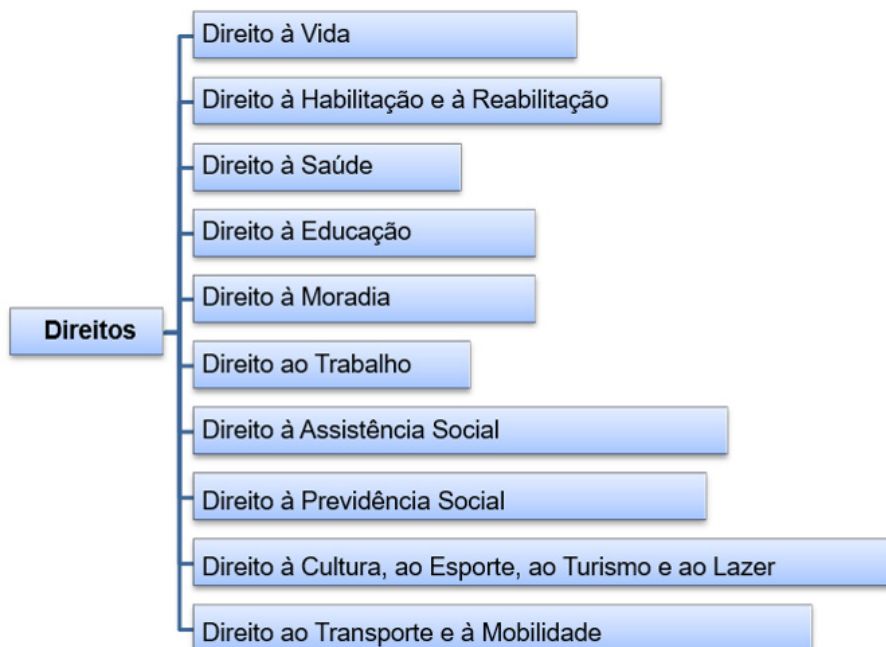 Direito à Vida
Direito à Habilitação e à Reabilitação
Direito à Saúde
Direito à Educação
Direito à Moradia
Direitos
Direito ao Trabalho
Direito à Assistência Social
Direito à Previdência Social
Direito à Cultura, ao Esporte, ao Turismo e ao Lazer
Direito ao Transporte e à Mobilidade